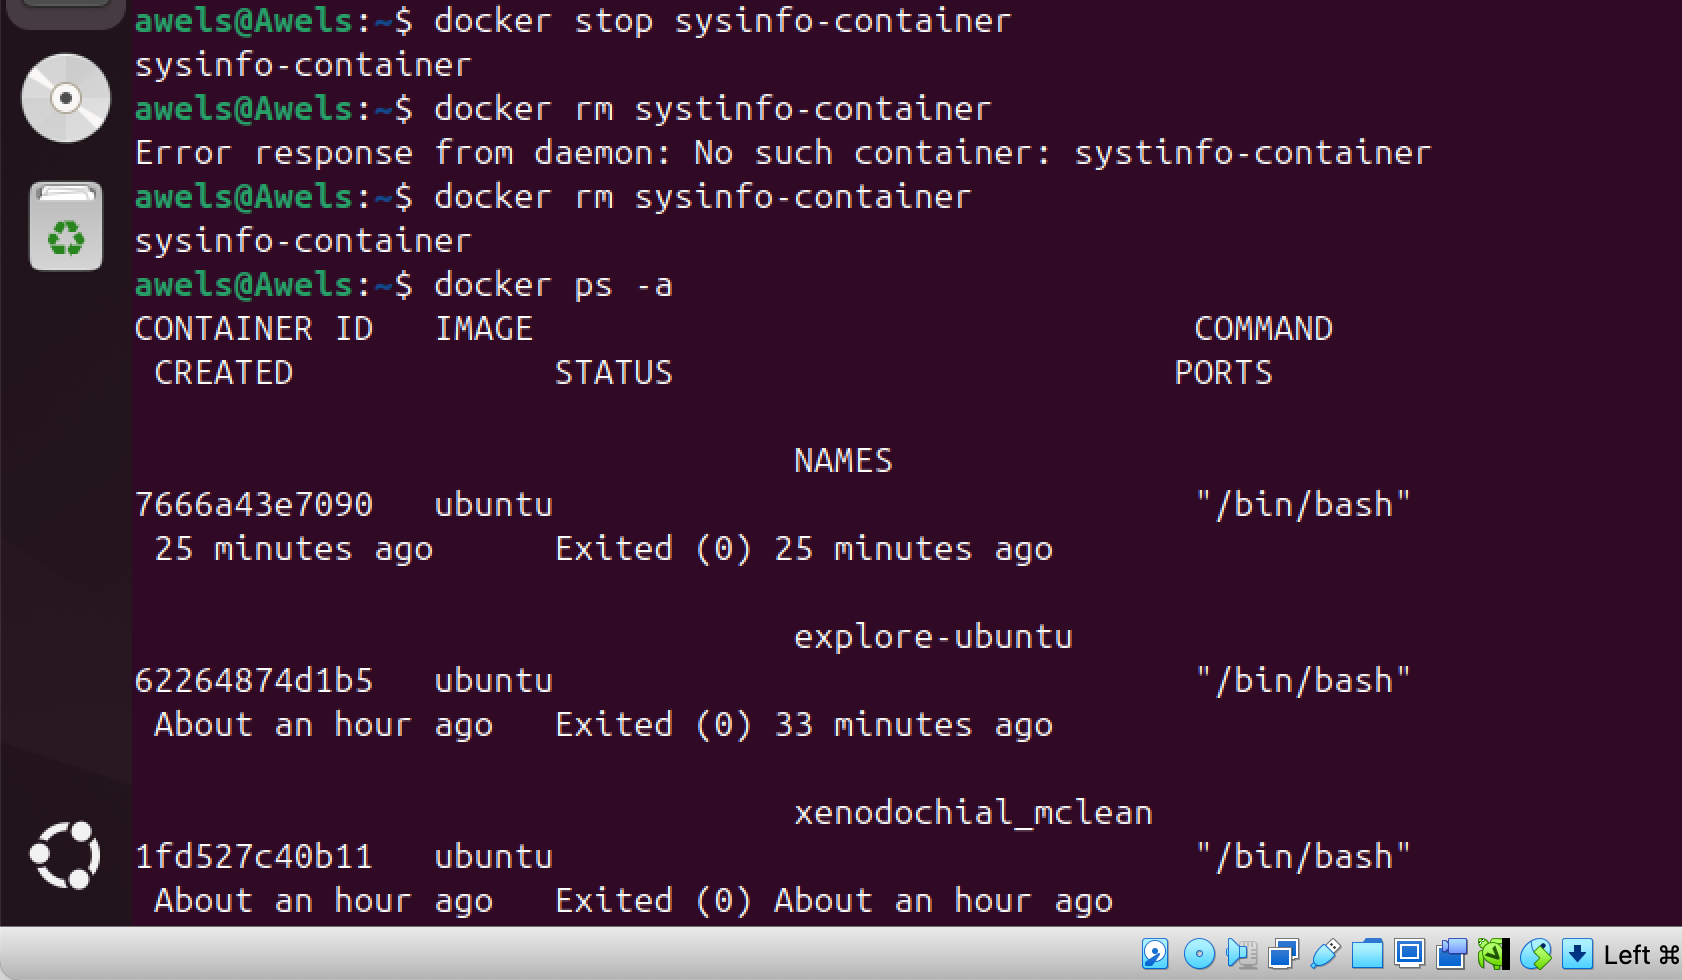 awels@Awels:~$ docker stop sysinfo-container
sysinfo-container
awels@Awels:~$ docker rm systinfo-container
Error response from daemon: No such container: systinfo-container
awels@Awels:~$ docker rm sysinfo-container
sysinfo-container
awels@Awels:~$ docker ps -a
CONTAINER ID   IMAGE                                 COMMAND
 CREATED             STATUS                         PORTS
                                 NAMES
7666a43e7090   ubuntu                                "/bin/bash"
 25 minutes ago      Exited (0) 25 minutes ago
                                 explore-ubuntu
62264874d1b5   ubuntu                                "/bin/bash"
 About an hour ago   Exited (0) 33 minutes ago
                                 xenodochial_mclean
1fd527c40b11   ubuntu                                "/bin/bash"
 About an hour ago   Exited (0) About an hour ago
Left ⌘